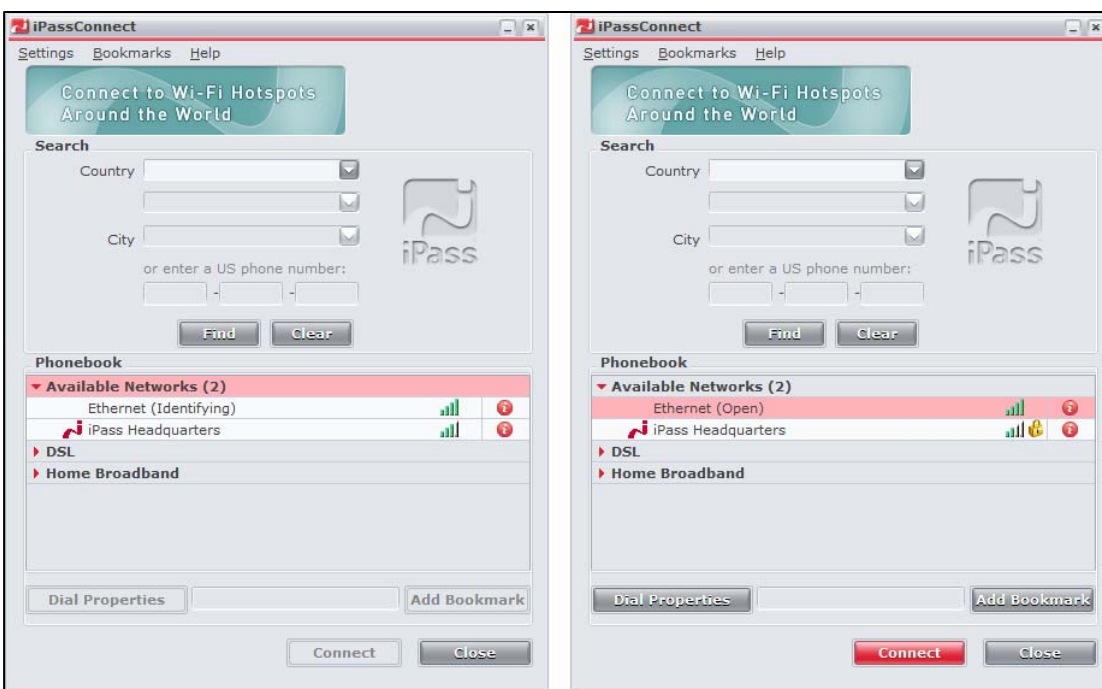 iPassConnect
Settings Bookmarks Help
Connect to Wi-Fi Hotspots
Around the World
Search
Country
City
iPass
or enter a US phone number:
- -
Find Clear
Phonebook
Available Networks (2)
Ethernet (Identifying)
iPass Headquarters
DSL
Home Broadband
Dial Properties Add Bookmark
Connect Close
iPassConnect
Settings Bookmarks Help
Connect to Wi-Fi Hotspots
Around the World
Search
Country
City
iPass
or enter a US phone number:
- -
Find Clear
Phonebook
Available Networks (2)
Ethernet (Open)
iPass Headquarters
DSL
Home Broadband
Dial Properties Add Bookmark
Connect Close